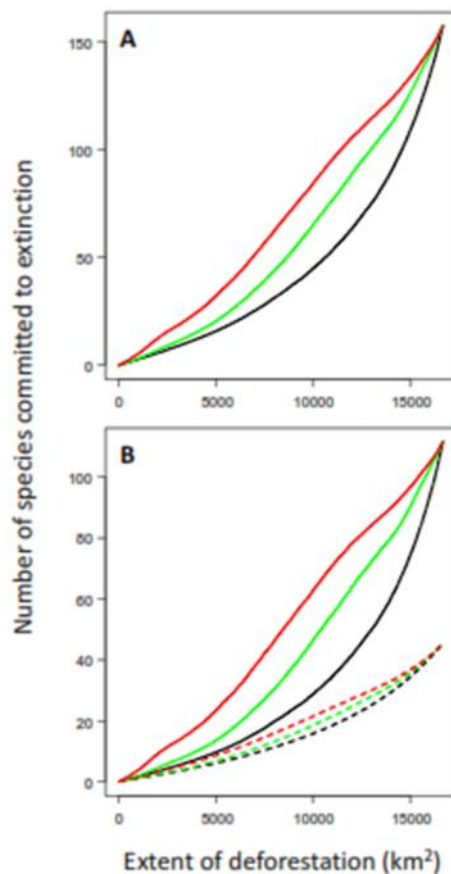 A
150
100
50
0
0 5000 10000 15000
B
100
80
60
40
20
0
0 5000 10000 15000
Number of species committed to extinction
Extent of deforestation (km²)